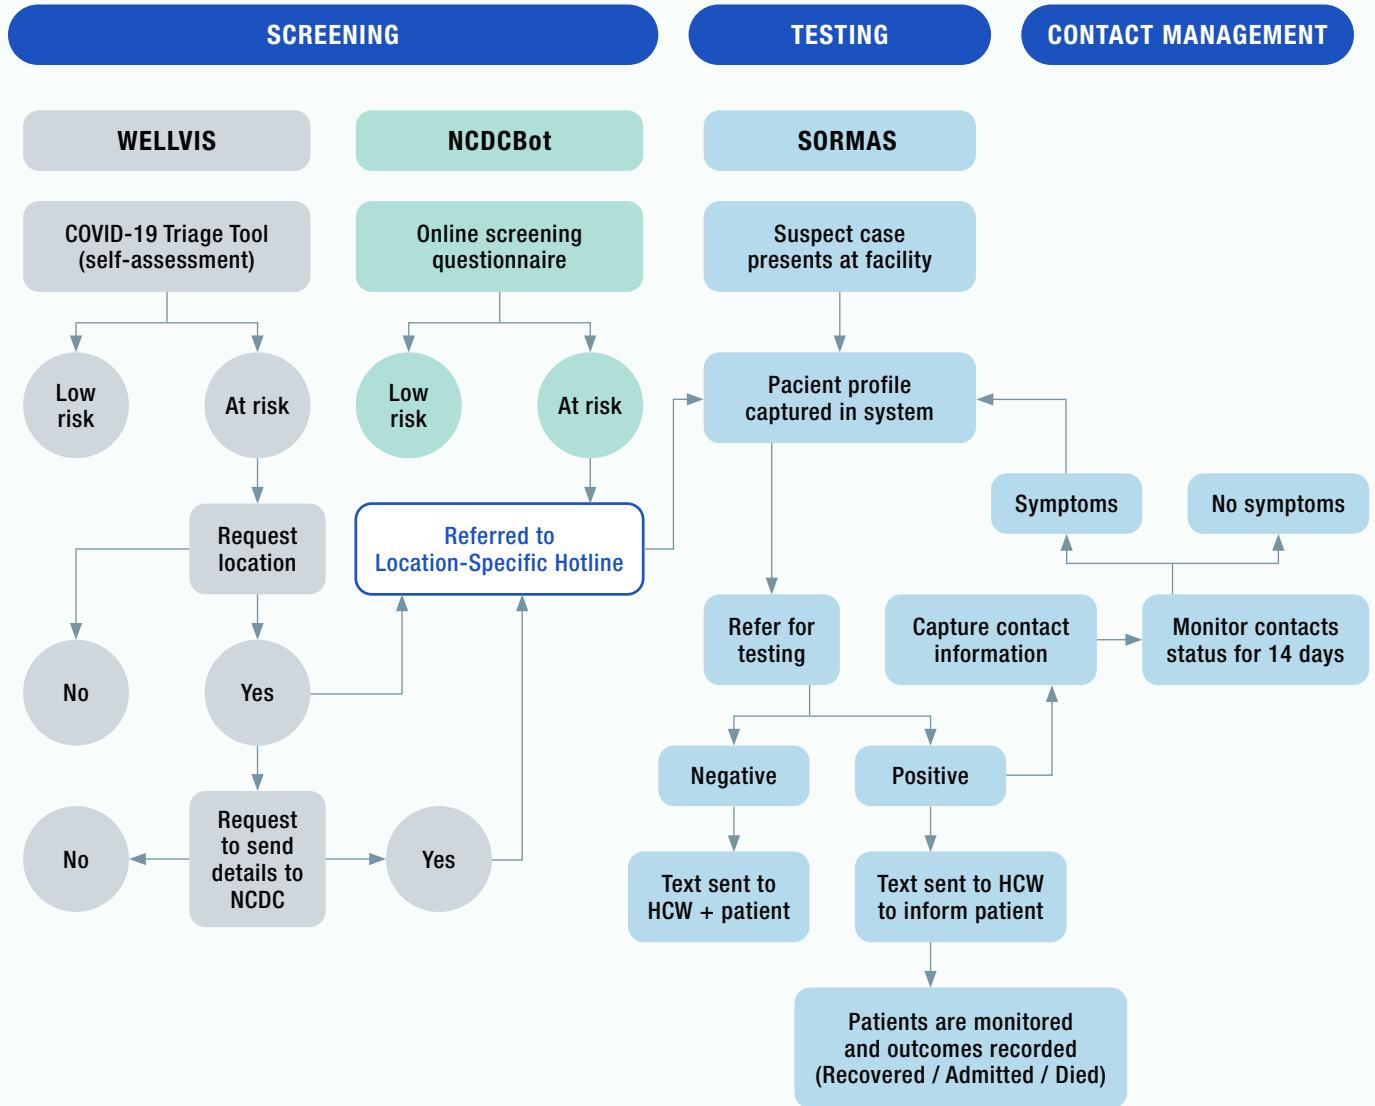 SCREENING
TESTING
CONTACT MANAGEMENT
WELLVIS
NCDCBot
SORMAS
COVID-19 Triage Tool
(self-assessment)
Online screening
questionnaire
Suspect case
presents at facility
Low
risk
At risk
Low
risk
At risk
Pacient profile
captured in system
Request
location
Referred to
Location-Specific Hotline
Symptoms
No symptoms
No
Yes
Refer for
testing
Capture contact
information
Monitor contacts
status for 14 days
Negative
Positive
No
Request
to send
details to
NCDC
Yes
Text sent to
HCW + patient
Text sent to HCW
to inform patient
Patients are monitored
and outcomes recorded
(Recovered / Admitted / Died)